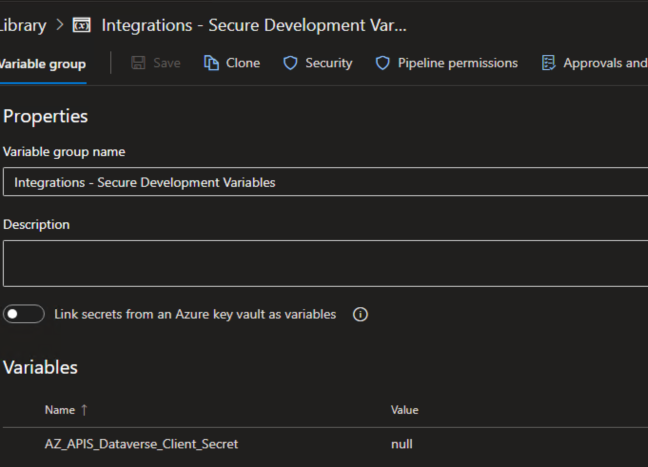 Library > Integrations - Secure Development Var...
Variable group Save Clone Security Pipeline permissions Approvals and
Properties
Variable group name
Integrations - Secure Development Variables
Description
Link secrets from an Azure key vault as variables
Variables
Name ↑ Value
AZ_APIS_Dataverse_Client_Secret null